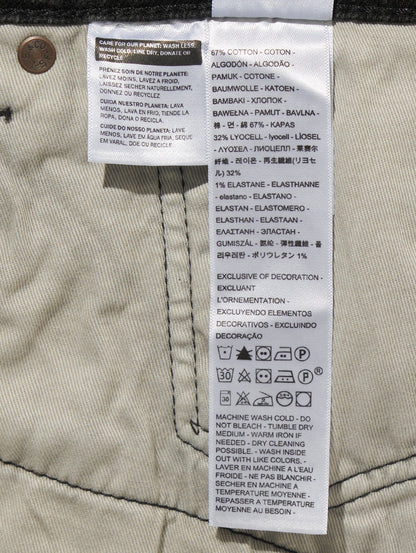 CARE FOR OUR PLANET: WASH LESS,
WASH COLD, LINE DRY, DONATE OR
RECYCLE
PRENEZ SOIN DE NOTRE PLANETE:
LAVEZ MOINS, LAVEZ A FROID,
LAISSEZ SECHER NATURELLEMENT,
DONNEZ OU RECYCLEZ
CUIDA NUESTRO PLANETA: LAVA
MENOS, LAVA EN FRIO, TIENDE LA
ROPA, DONA O RECICLA
CUIDE DO NOSSO PLANETA: LAVE
MENOS, LAVE EM ÁGUA FRIA, SEQUE
EM VARAL, DOE OU RECICLE.
67% COTTON - COTON -
ALGODÓN - ALGODÃO -
PAMUK - COTONE -
BAUMWOLLE - KATOEN -
BAMBAKI - ХЛОПОК -
BAWEŁNA - PAMUT - BAVLNA -
棉 - 면 - 綿 67% - KAPAS
32% LYOCELL - lyocell - LİOSEL
- ΛΥΟΣΕΛ - ЛИОЦЕЛЛ - 莱赛尔
纤维 - 레이온 - 再生繊維(リヨセ
ル) 32%
1% ELASTANE - ELASTHANNE
- elastano - ELASTANO -
ELASTAN - ELASTOMERO -
ELASTHAN - ELASTAAN -
ΕΛΑΣΤΑΝΗ - ЭЛАСТАН -
GUMISZÁL - 氨纶 - 彈性纖維 - 폴
리우레탄 - ポリウレタン 1%
EXCLUSIVE OF DECORATION -
EXCLUANT
L'ORNEMENTATION -
EXCLUYENDO ELEMENTOS
DECORATIVOS - EXCLUINDO
DECORAÇÃO
P
30 P®
30
MACHINE WASH COLD - DO
NOT BLEACH - TUMBLE DRY
MEDIUM - WARM IRON IF
NEEDED - DRY CLEANING
POSSIBLE. - WASH INSIDE
OUT WITH LIKE COLORS. -
LAVER EN MACHINE A L'EAU
FROIDE - NE PAS BLANCHIR -
SECHER EN MACHINE A
TEMPERATURE MOYENNE -
REPASSER A TEMPERATURE
MOYENNE AU BESOIN -